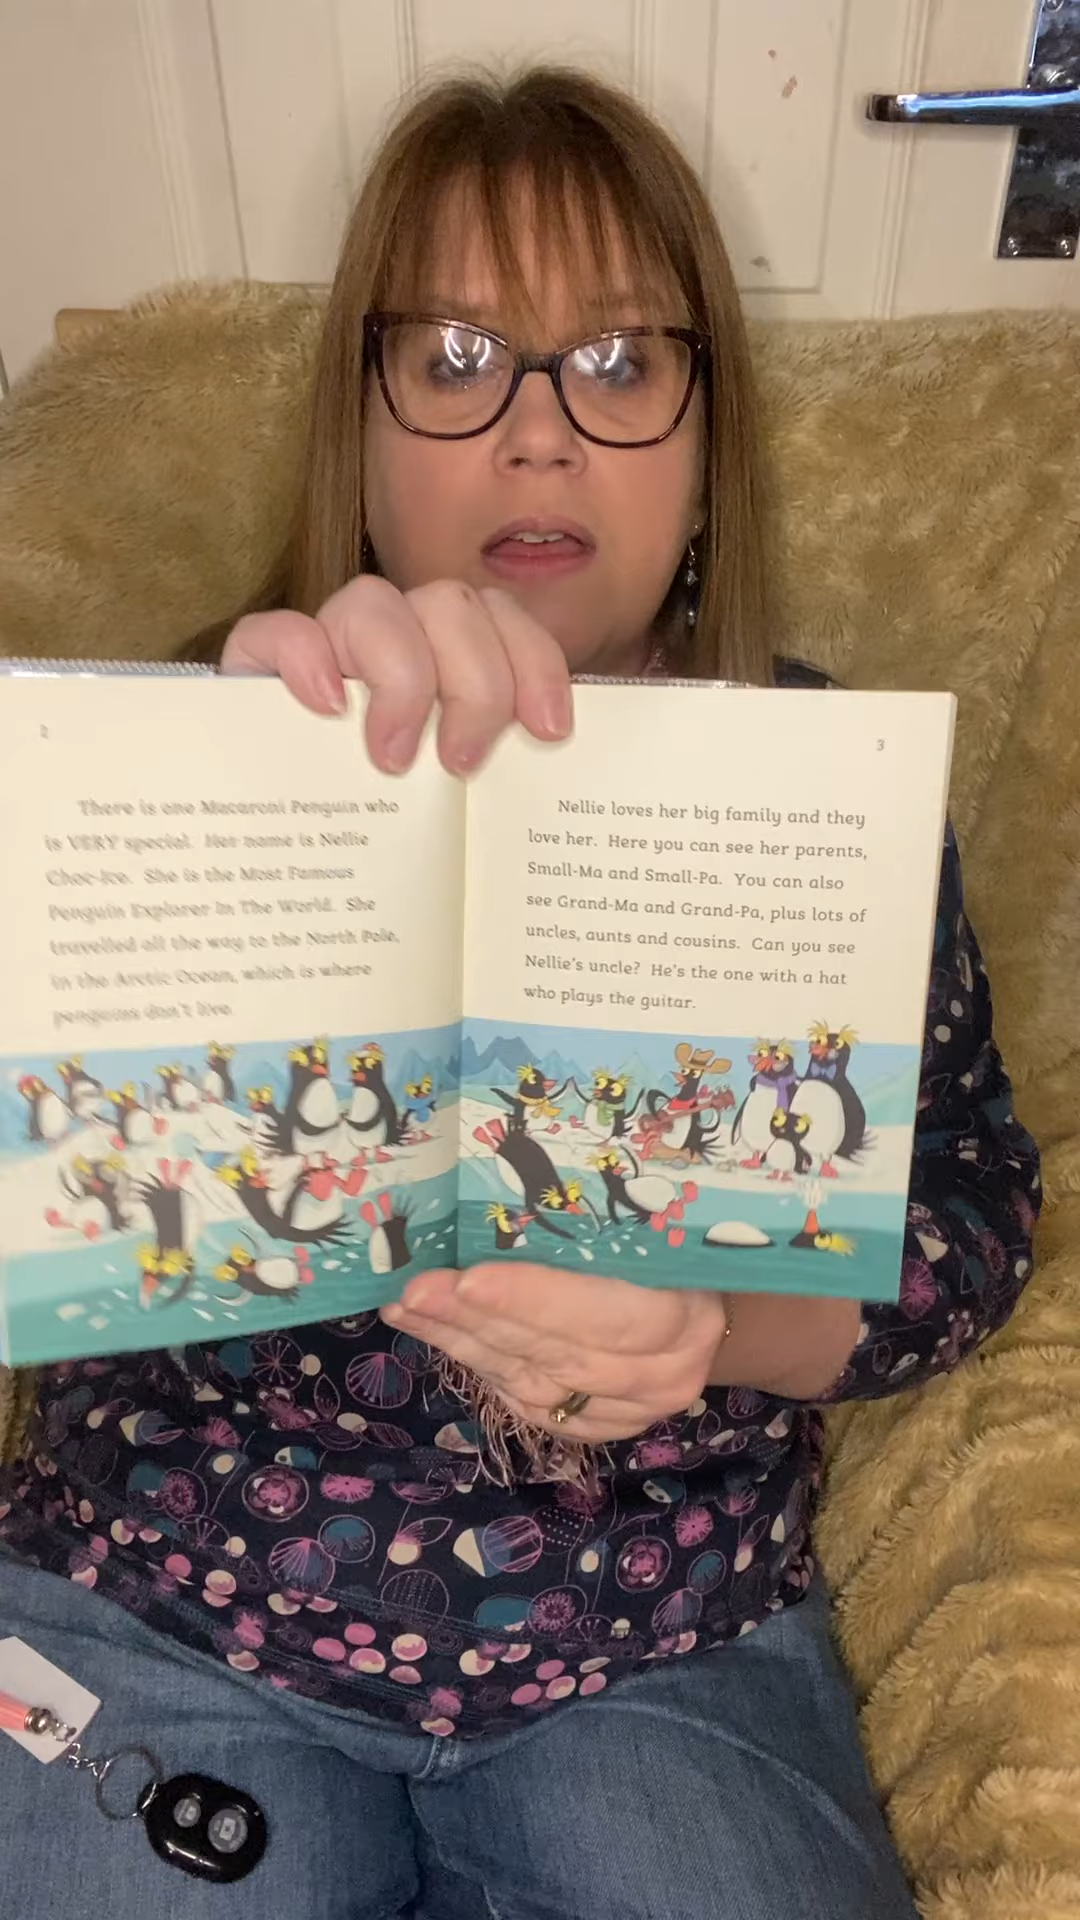 2
There is one Macaroni Penguin who
is VERY special. Her name is Nellie
Choc-Ice. She is the Most Famous
Penguin Explorer In The World. She
travelled all the way to the North Pole,
in the Arctic Ocean, which is where
penguins don't live.
3
Nellie loves her big family and they
love her. Here you can see her parents,
Small-Ma and Small-Pa. You can also
see Grand-Ma and Grand-Pa, plus lots of
uncles, aunts and cousins. Can you see
Nellie's uncle? He's the one with a hat
who plays the guitar.